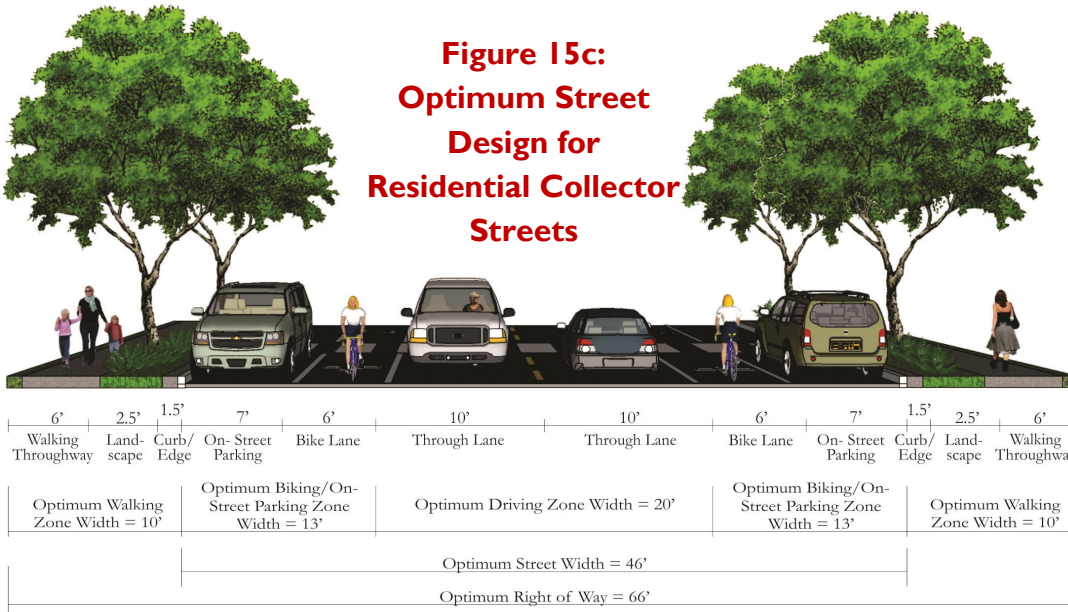 Figure 15c:
Optimum Street
Design for
Residential Collector
Streets
6’ 2.5’ 1.5’ 7’ 6’ 10’ 10’ 6’ 7’ 1.5’ 2.5’ 6’
Walking Throughway
Land-scape
Curb/ Edge
On- Street Parking
Bike Lane
Through Lane
Through Lane
Bike Lane
On- Street Parking
Curb/ Edge
Land-scape
Walking Throughwa
Optimum Walking
Zone Width = 10’
Optimum Biking/On-
Street Parking Zone
Width = 13’
Optimum Driving Zone Width = 20’
Optimum Biking/On-
Street Parking Zone
Width = 13’
Optimum Walking
Zone Width = 10’
Optimum Street Width = 46’
Optimum Right of Way = 66’